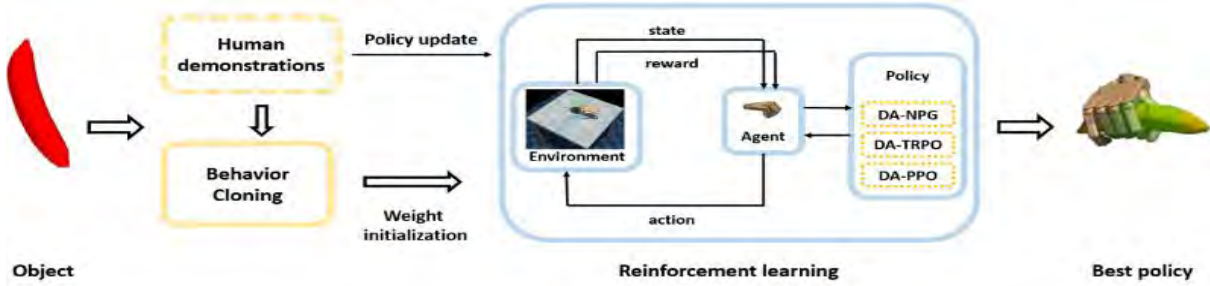 Human
demonstrations
Policy update
Behavior
Cloning
Weight
initialization
state
reward
Environment
Agent
action
Policy
DA-NPG
DA-TRPO
DA-PPO
Object
Reinforcement learning
Best policy